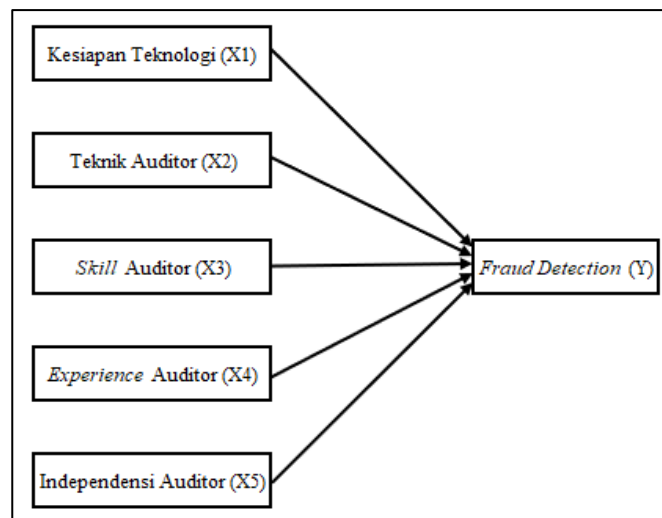 Kesiapan Teknologi (X1)
Teknik Auditor (X2)
Skill Auditor (X3)
Fraud Detection (Y)
Experience Auditor (X4)
Independensi Auditor (X5)